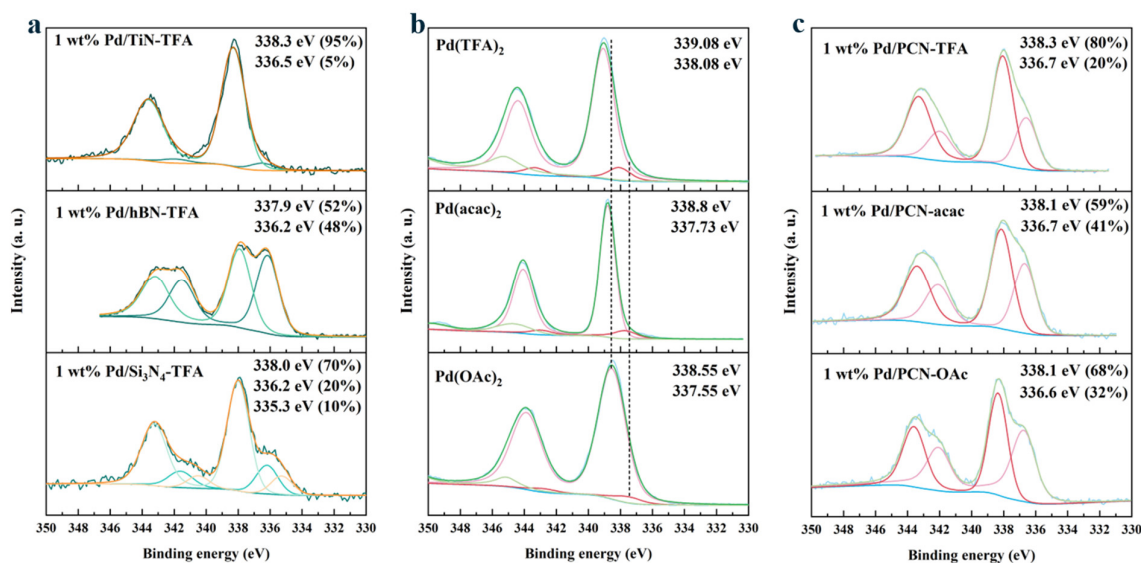 a
1 wt% Pd/TiN-TFA
338.3 eV (95%)
336.5 eV (5%)
1 wt% Pd/hBN-TFA
337.9 eV (52%)
336.2 eV (48%)
1 wt% Pd/Si₃N₄-TFA
338.0 eV (70%)
336.2 eV (20%)
335.3 eV (10%)
Intensity (a. u.)
350 348 346 344 342 340 338 336 334 332 330
Binding energy (eV)
b
Pd(TFA)₂
339.08 eV
338.08 eV
Pd(acac)₂
338.8 eV
337.73 eV
Pd(OAc)₂
338.55 eV
337.55 eV
Intensity (a. u.)
350 348 346 344 342 340 338 336 334 332 330
Binding energy (eV)
c
1 wt% Pd/PCN-TFA
338.3 eV (80%)
336.7 eV (20%)
1 wt% Pd/PCN-acac
338.1 eV (59%)
336.7 eV (41%)
1 wt% Pd/PCN-OAc
338.1 eV (68%)
336.6 eV (32%)
Intensity (a. u.)
350 348 346 344 342 340 338 336 334 332 330
Binding energy (eV)